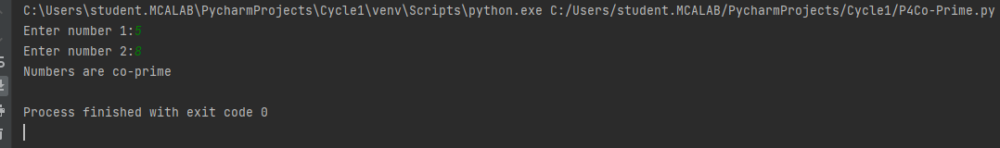 C:\Users\student.MCALAB\PycharmProjects\Cycle1\venv\Scripts\python.exe C:/Users/student.MCALAB/PycharmProjects/Cycle1/P4Co-Prime.py
Enter number 1:5
Enter number 2:8
Numbers are co-prime
Process finished with exit code 0